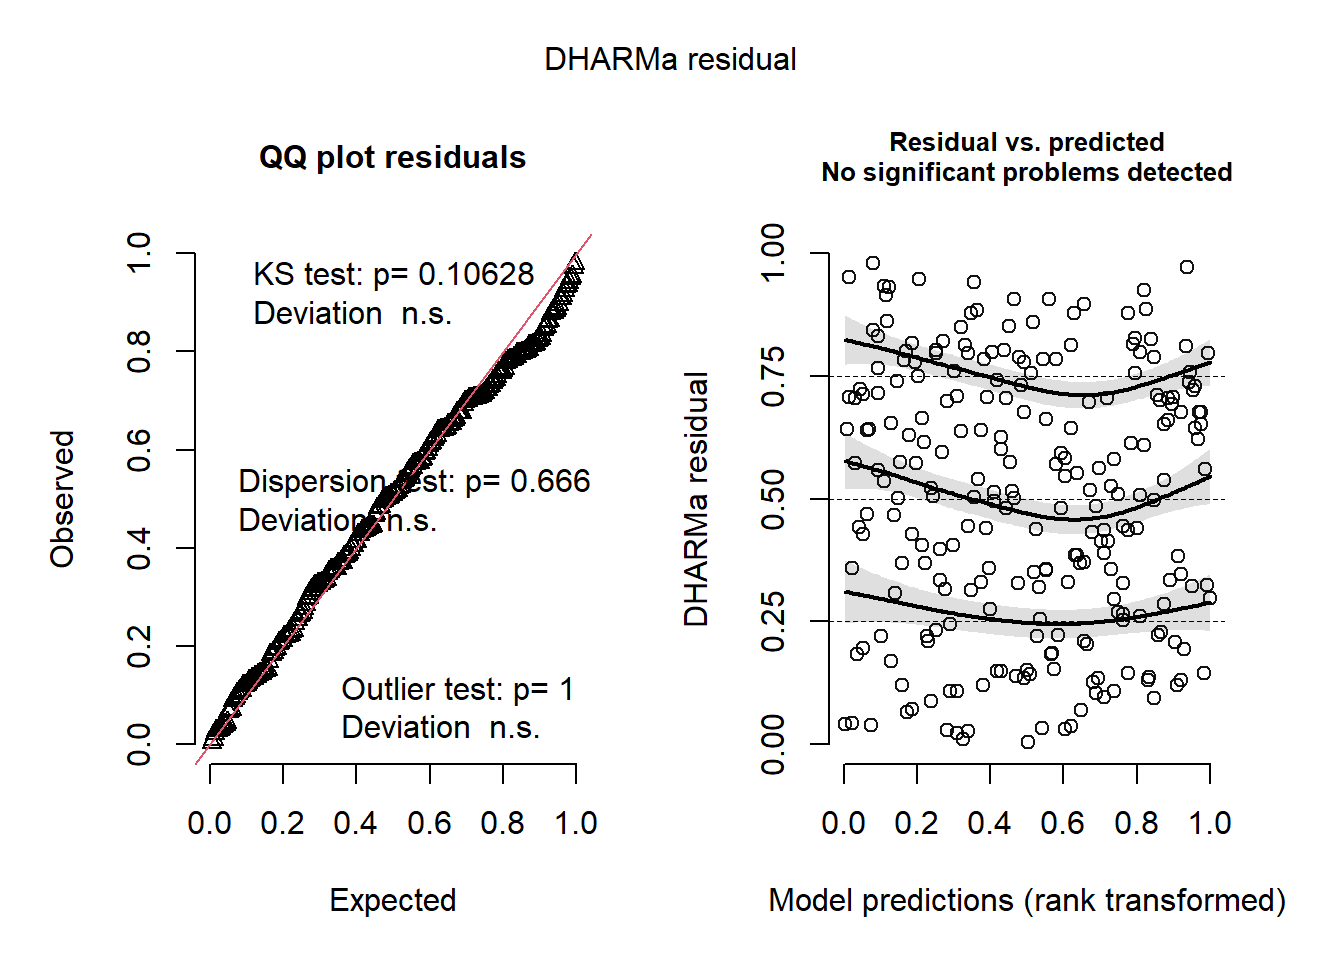 DHARMa residual
QQ plot residuals
KS test: p= 0.10628
Deviation  n.s.
Dispersion test: p= 0.666
Deviation n.s.
Outlier test: p= 1
Deviation  n.s.
Observed
0.0 0.2 0.4 0.6 0.8 1.0
0.0 0.2 0.4 0.6 0.8 1.0
Expected
Residual vs. predicted
No significant problems detected
DHARMa residual
0.00 0.25 0.50 0.75 1.00
0.0 0.2 0.4 0.6 0.8 1.0
Model predictions (rank transformed)